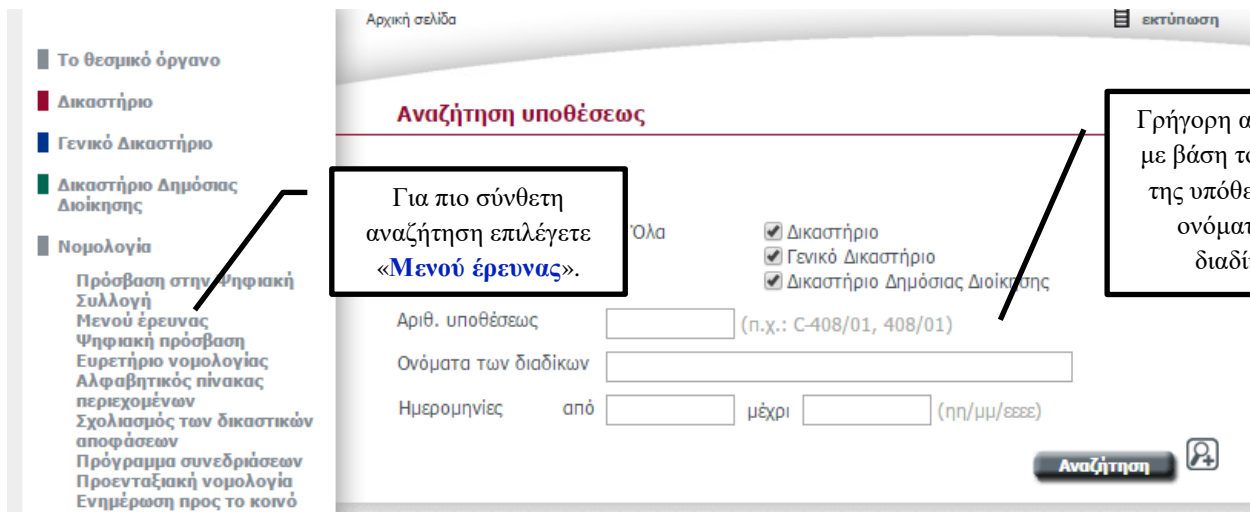 Αρχική σελίδα
εκτύπωση
Το θεσμικό όργανο
Δικαστήριο
Γενικό Δικαστήριο
Δικαστήριο Δημόσιας
Διοίκησης
Νομολογία
Πρόσβαση στην Ψηφιακή
Συλλογή
Μενού έρευνας
Ψηφιακή πρόσβαση
Ευρετήριο νομολογίας
Αλφαβητικός πίνακας
περιεχομένων
Σχολιασμός των δικαστικών
αποφάσεων
Πρόγραμμα συνεδριάσεων
Προενταξιακή νομολογία
Ενημέρωση προς το κοινό
Αναζήτηση υποθέσεως
Για πιο σύνθετη
αναζήτηση επιλέγετε
«Μενού έρευνας».
Γρήγορη
με βάση
της
Όλα
Δικαστήριο
Γενικό Δικαστήριο
Δικαστήριο Δημόσιας Διοίκησης
Αριθ. υποθέσεως (π.χ.: C-408/01, 408/01)
Ονόματα των διαδίκων
Ημερομηνίες από μέχρι (ηη/μμ/εεεε)
Αναζήτηση